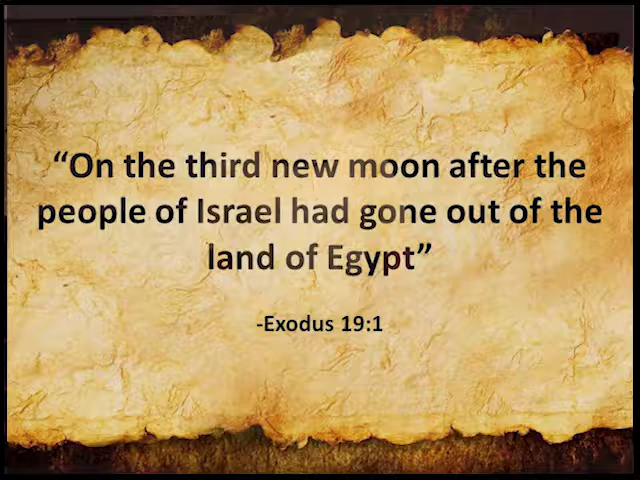 “On the third new moon after the
people of Israel had gone out of the
land of Egypt”
-Exodus 19:1